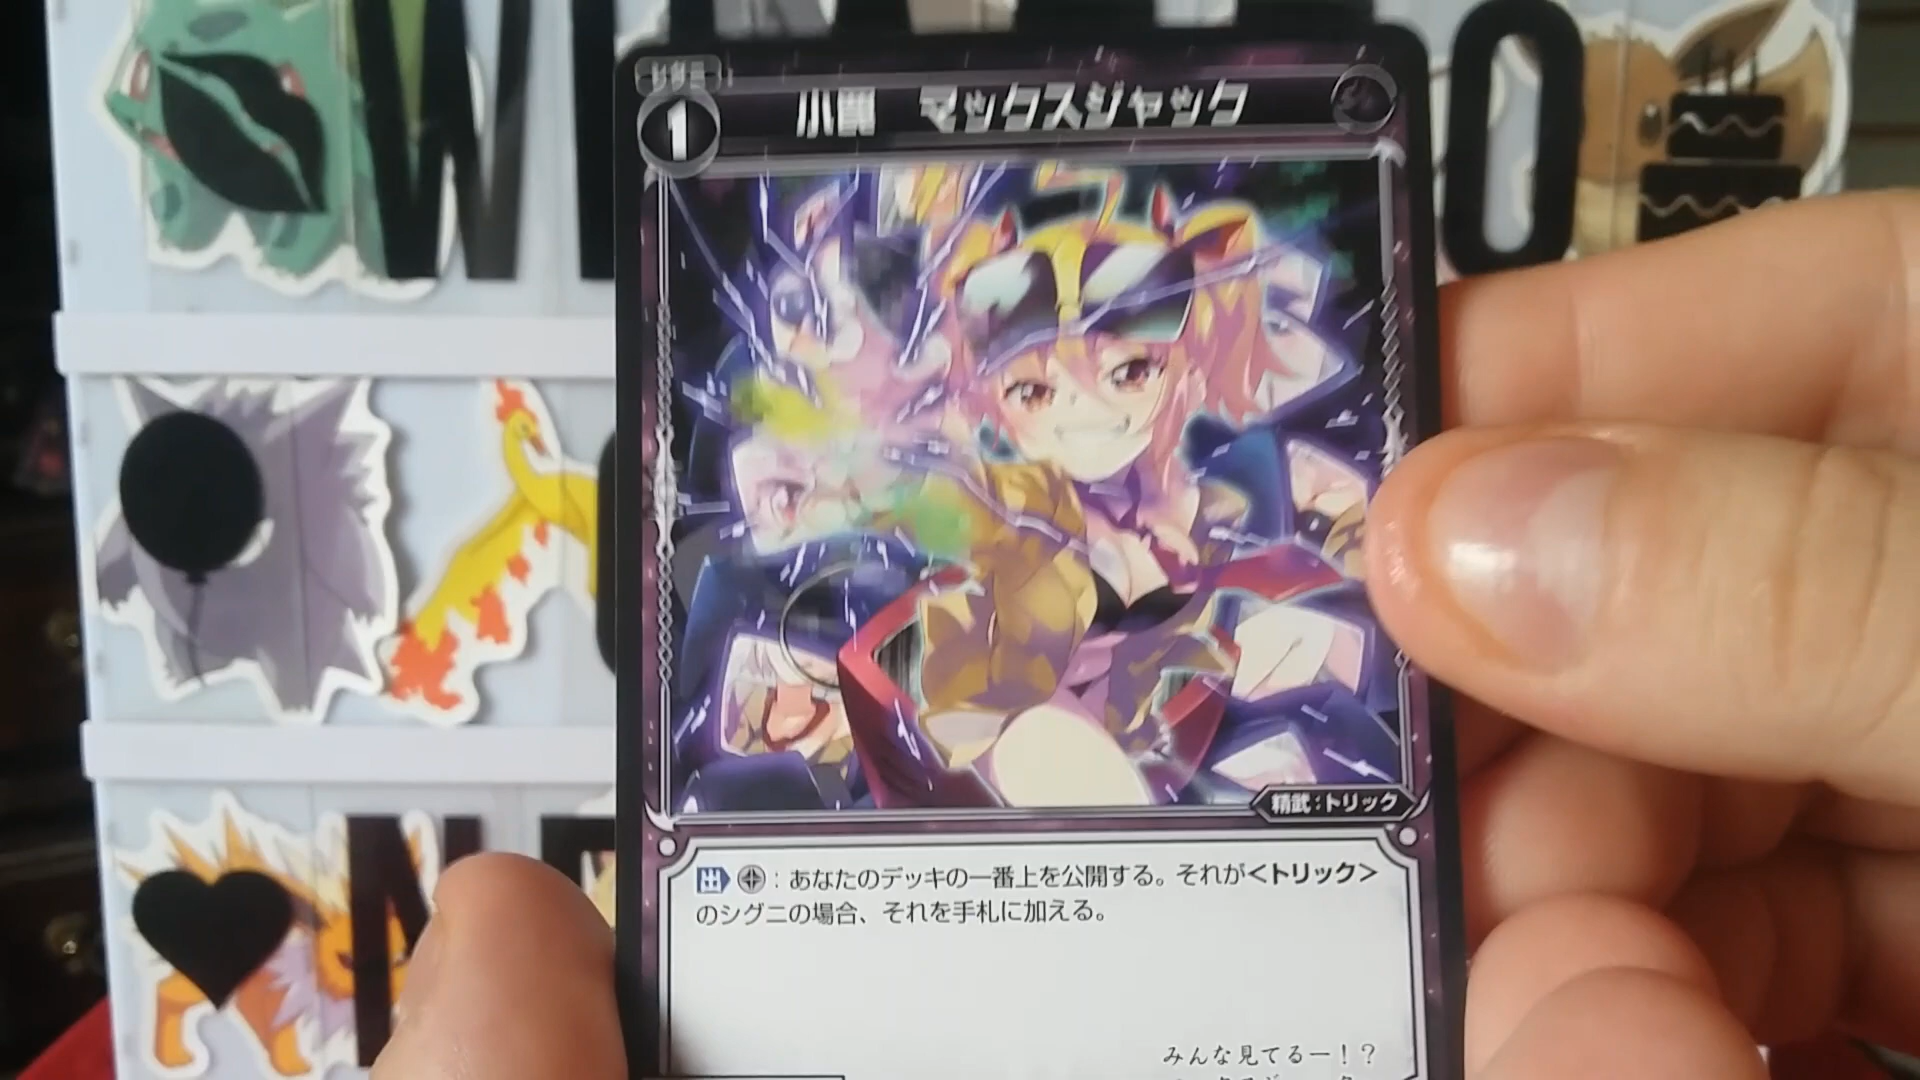 レベル
1
小罠 マックスジャック
精武:トリック
出 : あなたのデッキの一番上を公開する。それが<トリック>
のシグニの場合、それを手札に加える。
みんな見てるー!?